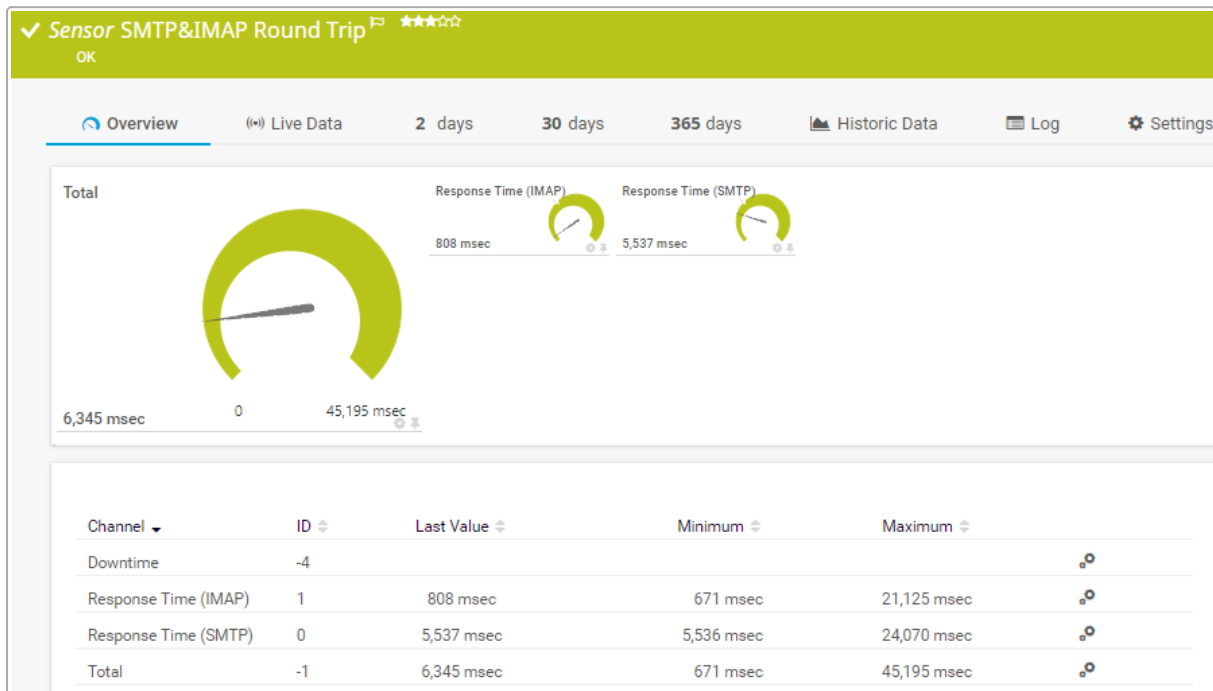 Sensor SMTP&IMAP Round Trip
OK
Overview Live Data 2 days 30 days 365 days Historic Data Log Settings
Total
Response Time (IMAP)
808 msec
Response Time (SMTP)
5,537 msec
6,345 msec
0
45,195 msec
Channel ID Last Value Minimum Maximum
Downtime -4
Response Time (IMAP) 1 808 msec 671 msec 21,125 msec
Response Time (SMTP) 0 5,537 msec 5,536 msec 24,070 msec
Total -1 6,345 msec 671 msec 45,195 msec